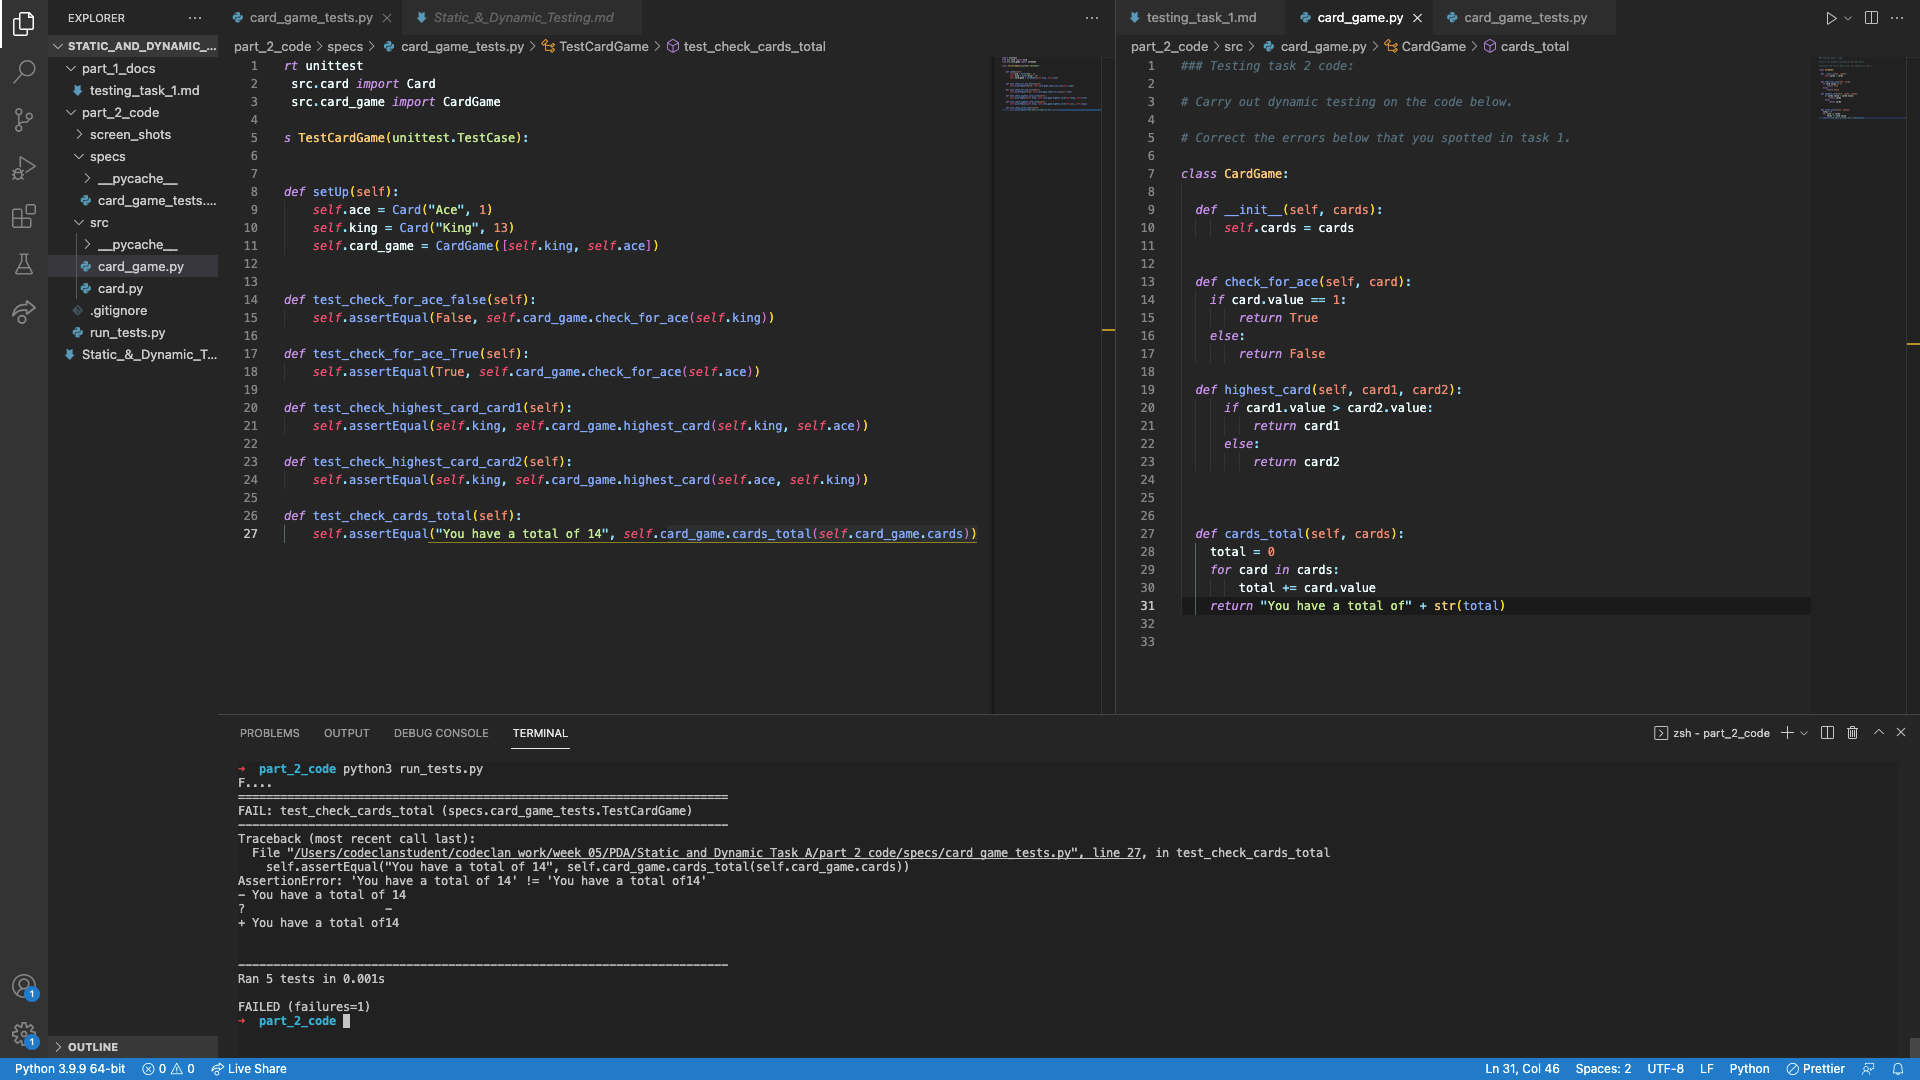 EXPLORER
STATIC_AND_DYNAMIC_...
part_1_docs
testing_task_1.md
part_2_code
screen_shots
specs
__pycache__
card_game_tests....
src
__pycache__
card_game.py
card.py
.gitignore
run_tests.py
Static_&_Dynamic_T...
OUTLINE
card_game_tests.py
Static_&_Dynamic_Testing.md
part_2_code > specs > card_game_tests.py > TestCardGame > test_check_cards_total
1 rt unittest
2 src.card import Card
3 src.card_game import CardGame
4
5 s TestCardGame(unittest.TestCase):
6
7
8 def setUp(self):
9 self.ace = Card("Ace", 1)
10 self.king = Card("King", 13)
11 self.card_game = CardGame([self.king, self.ace])
12
13
14 def test_check_for_ace_false(self):
15 self.assertEqual(False, self.card_game.check_for_ace(self.king))
16
17 def test_check_for_ace_True(self):
18 self.assertEqual(True, self.card_game.check_for_ace(self.ace))
19
20 def test_check_highest_card_card1(self):
21 self.assertEqual(self.king, self.card_game.highest_card(self.king, self.ace))
22
23 def test_check_highest_card_card2(self):
24 self.assertEqual(self.king, self.card_game.highest_card(self.ace, self.king))
25
26 def test_check_cards_total(self):
27 self.assertEqual("You have a total of 14", self.card_game.cards_total(self.card_game.cards))
testing_task_1.md
card_game.py
card_game_tests.py
part_2_code > src > card_game.py > CardGame > cards_total
1 ### Testing task 2 code:
2
3 # Carry out dynamic testing on the code below.
4
5 # Correct the errors below that you spotted in task 1.
6
7 class CardGame:
8
9 def __init__(self, cards):
10 self.cards = cards
11
12
13 def check_for_ace(self, card):
14 if card.value == 1:
15 return True
16 else:
17 return False
18
19 def highest_card(self, card1, card2):
20 if card1.value > card2.value:
21 return card1
22 else:
23 return card2
24
25
26
27 def cards_total(self, cards):
28 total = 0
29 for card in cards:
30 total += card.value
31 return "You have a total of" + str(total)
32
33
PROBLEMS OUTPUT DEBUG CONSOLE TERMINAL
zsh - part_2_code
→ part_2_code python3 run_tests.py
F....
======================================================================
FAIL: test_check_cards_total (specs.card_game_tests.TestCardGame)
----------------------------------------------------------------------
Traceback (most recent call last):
File "/Users/codeclanstudent/codeclan_work/week_05/PDA/Static_and_Dynamic_Task_A/part_2_code/specs/card_game_tests.py", line 27, in test_check_cards_total
self.assertEqual("You have a total of 14", self.card_game.cards_total(self.card_game.cards))
AssertionError: 'You have a total of 14' != 'You have a total of14'
- You have a total of 14
? -
+ You have a total of14
----------------------------------------------------------------------
Ran 5 tests in 0.001s
FAILED (failures=1)
→ part_2_code
1
1
Python 3.9.9 64-bit 0 0 Live Share
Ln 31, Col 46 Spaces: 2 UTF-8 LF Python Prettier